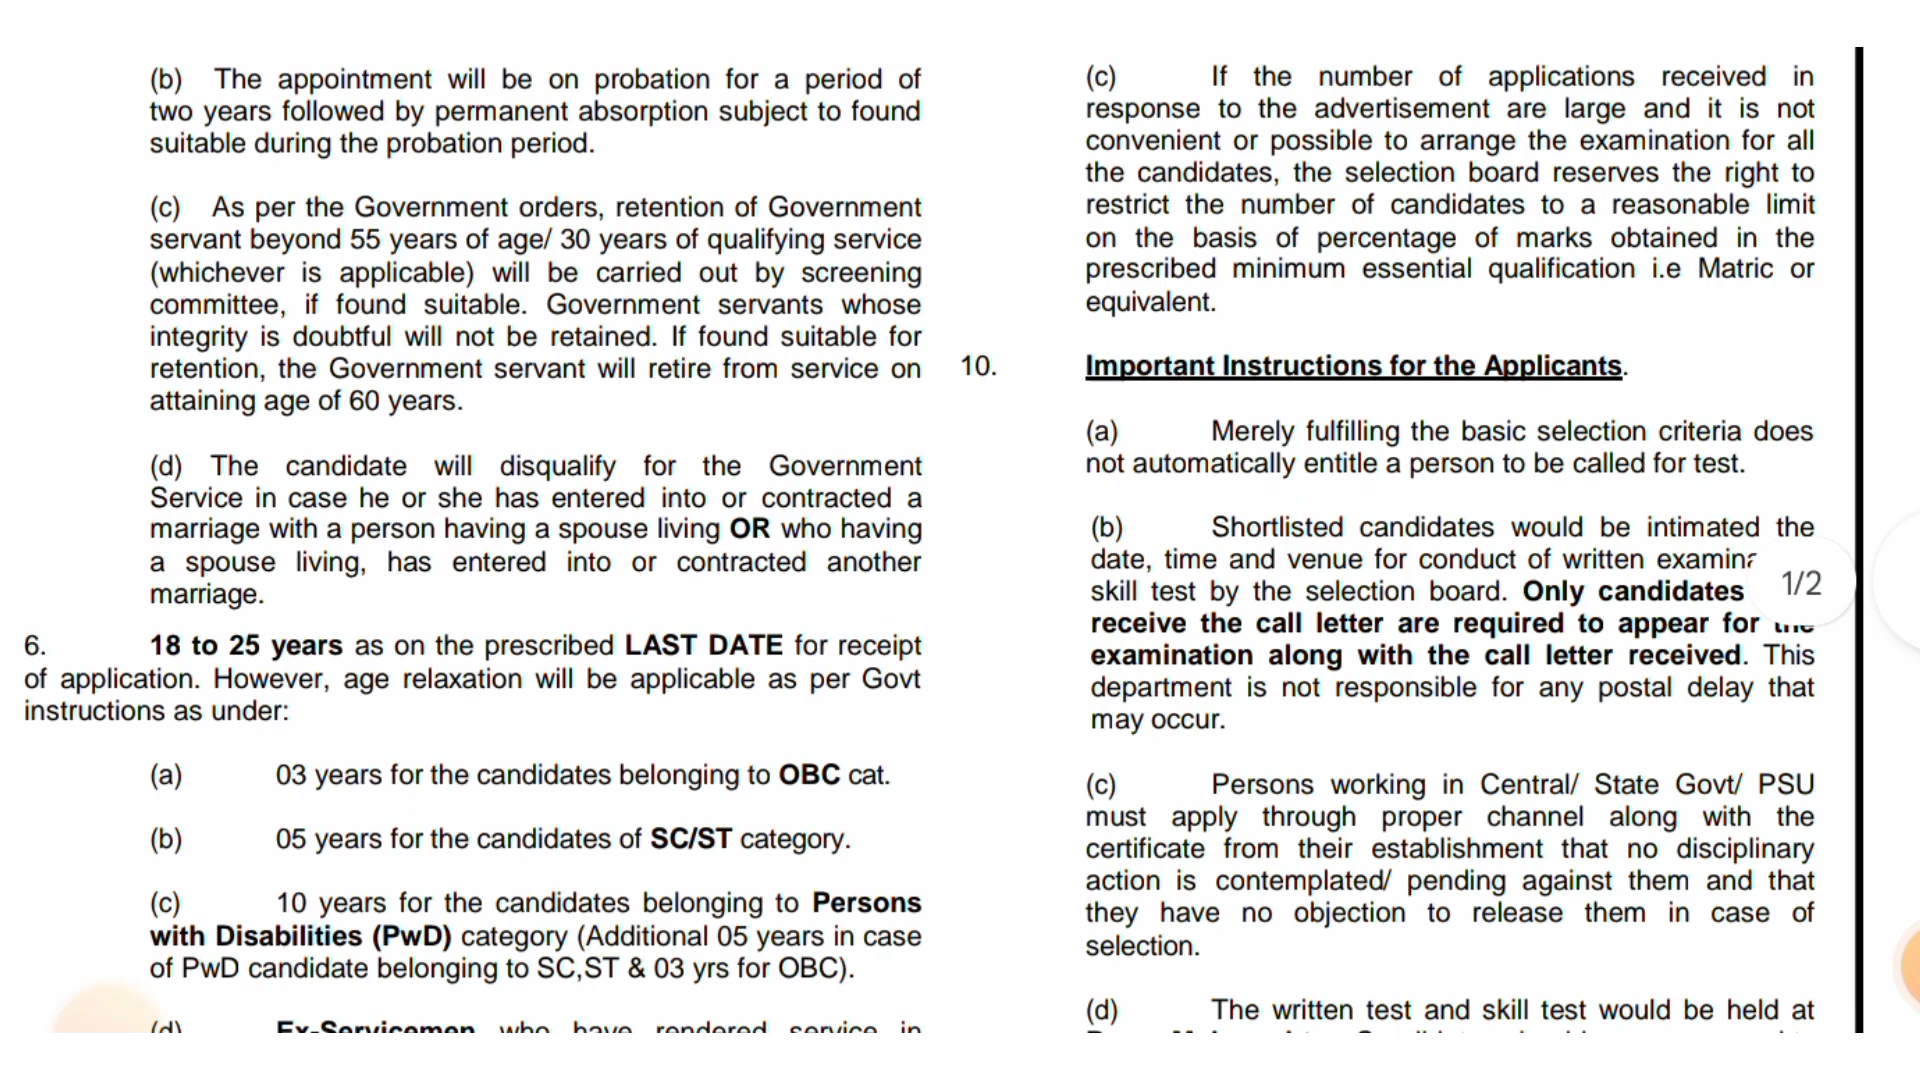 (b) The appointment will be on probation for a period of
two years followed by permanent absorption subject to found
suitable during the probation period.
(c) As per the Government orders, retention of Government
servant beyond 55 years of age/ 30 years of qualifying service
(whichever is applicable) will be carried out by screening
committee, if found suitable. Government servants whose
integrity is doubtful will not be retained. If found suitable for
retention, the Government servant will retire from service on
attaining age of 60 years.
(d) The candidate will disqualify for the Government
Service in case he or she has entered into or contracted a
marriage with a person having a spouse living OR who having
a spouse living, has entered into or contracted another
marriage.
6. 18 to 25 years as on the prescribed LAST DATE for receipt
of application. However, age relaxation will be applicable as per Govt
instructions as under:
(a) 03 years for the candidates belonging to OBC cat.
(b) 05 years for the candidates of SC/ST category.
(c) 10 years for the candidates belonging to Persons
with Disabilities (PwD) category (Additional 05 years in case
of PwD candidate belonging to SC,ST & 03 yrs for OBC).
(d) Ex-Servicemen who have rendered service in
(c) If the number of applications received in
response to the advertisement are large and it is not
convenient or possible to arrange the examination for all
the candidates, the selection board reserves the right to
restrict the number of candidates to a reasonable limit
on the basis of percentage of marks obtained in the
prescribed minimum essential qualification i.e Matric or
equivalent.
10. Important Instructions for the Applicants.
(a) Merely fulfilling the basic selection criteria does
not automatically entitle a person to be called for test.
(b) Shortlisted candidates would be intimated the
date, time and venue for conduct of written
skill test by the selection board. Only candidates
receive the call letter are required to appear for the
examination along with the call letter received. This
department is not responsible for any postal delay that
may occur.
(c) Persons working in Central/ State Govt/ PSU
must apply through proper channel along with the
certificate from their establishment that no disciplinary
action is contemplated/ pending against them and that
they have no objection to release them in case of
selection.
(d) The written test and skill test would be held at
1/2